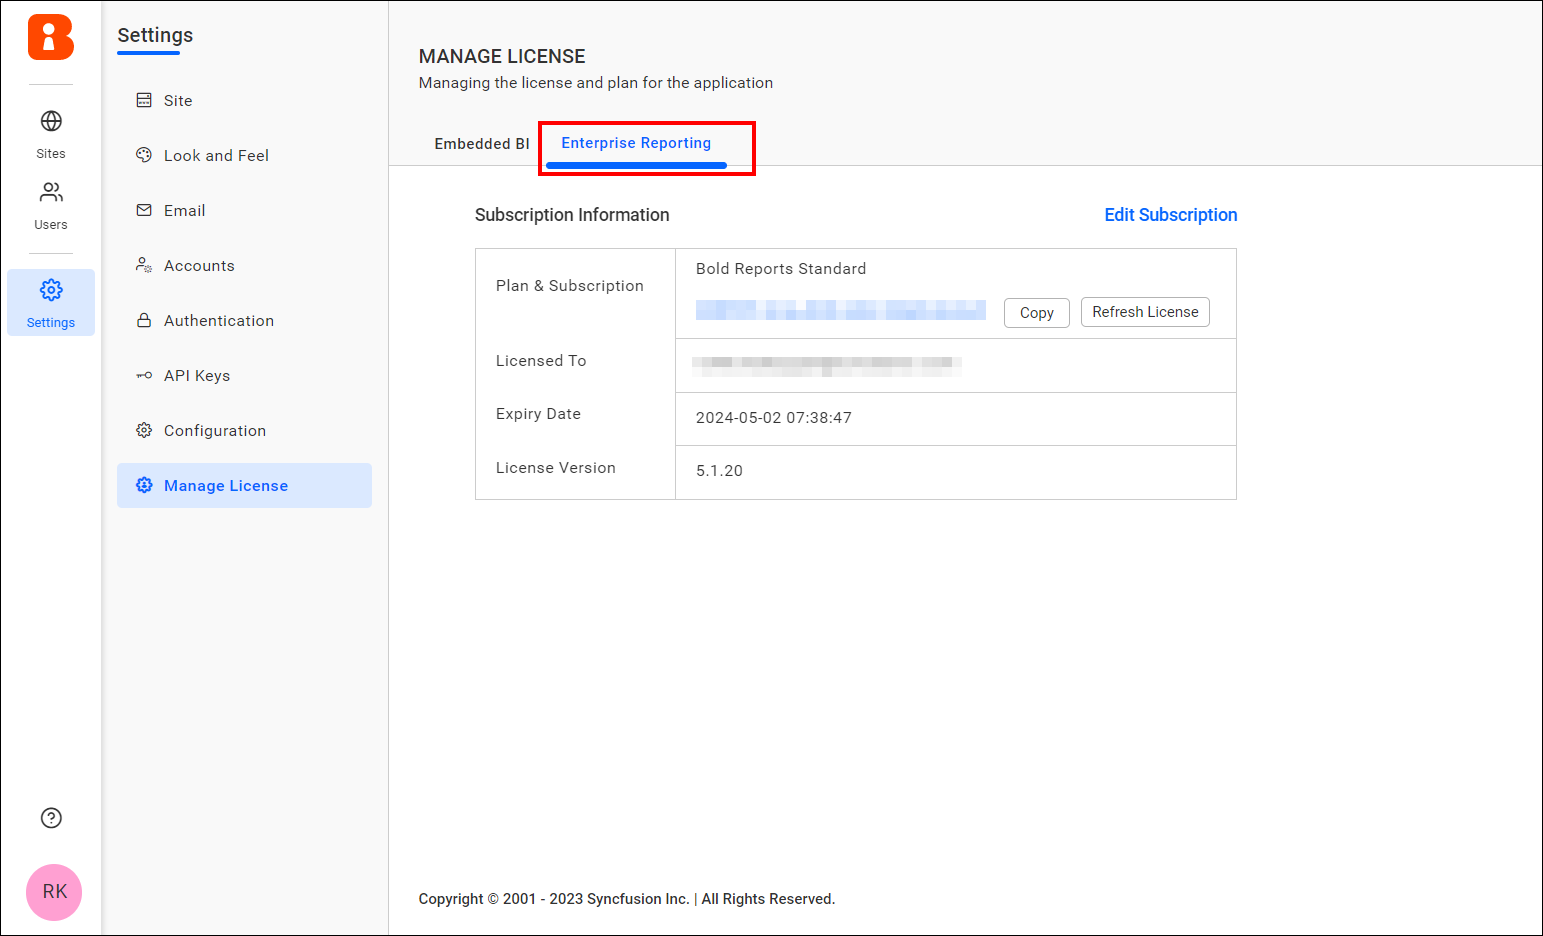 Sites
Users
Settings
RK
Settings
Site
Look and Feel
Email
Accounts
Authentication
API Keys
Configuration
Manage License
MANAGE LICENSE
Managing the license and plan for the application
Embedded BI Enterprise Reporting
Subscription Information Edit Subscription
Plan & Subscription Bold Reports Standard
Copy Refresh License
Licensed To
Expiry Date 2024-05-02 07:38:47
License Version 5.1.20
Copyright © 2001 - 2023 Syncfusion Inc. | All Rights Reserved.